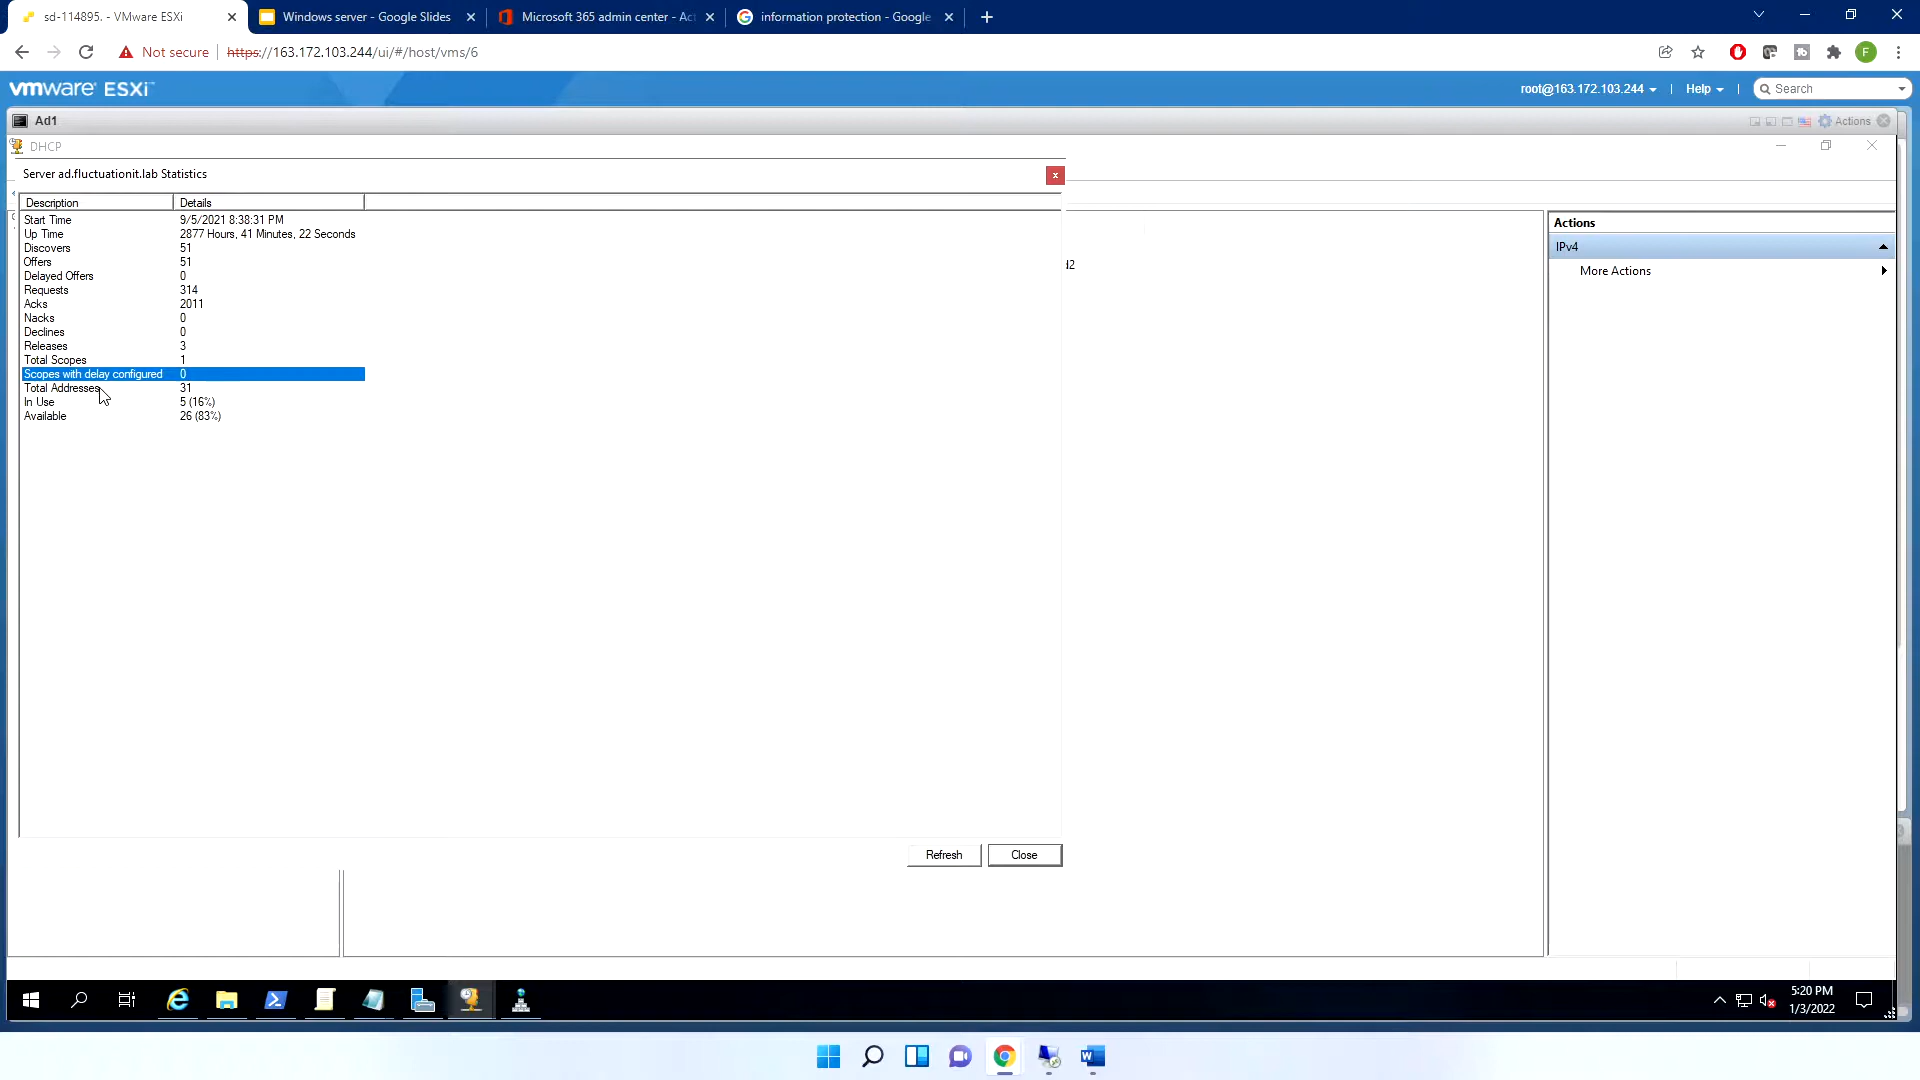 sd-114895. - VMware ESXi
Windows server - Google Slides
Microsoft 365 admin center - Ac
information protection - Google
Not secure
https://163.172.103.244/ui/#/host/vms/6
F
vmware ESXi
root@163.172.103.244
Help
Search
Ad1
Actions
DHCP
Server ad.fluctuationit.lab Statistics
Description Details
Start Time 9/5/2021 8:38:31 PM
Up Time 2877 Hours, 41 Minutes, 22 Seconds
Discovers 51
Offers 51
Delayed Offers 0
Requests 314
Acks 2011
Nacks 0
Declines 0
Releases 3
Total Scopes 1
Scopes with delay configured 0
Total Addresses 31
In Use 5 (16%)
Available 26 (83%)
Refresh
Close
Actions
IPv4
More Actions
5:20 PM
1/3/2022